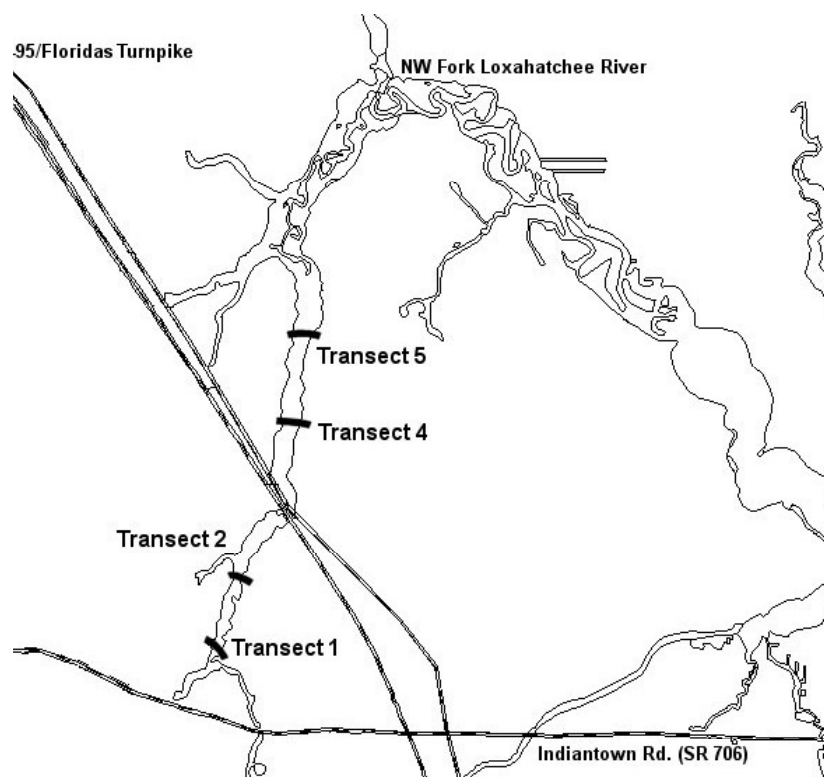 -95/Floridas Turnpike
NW Fork Loxahatchee River
Transect 5
Transect 4
Transect 2
Transect 1
Indiantown Rd. (SR 706)